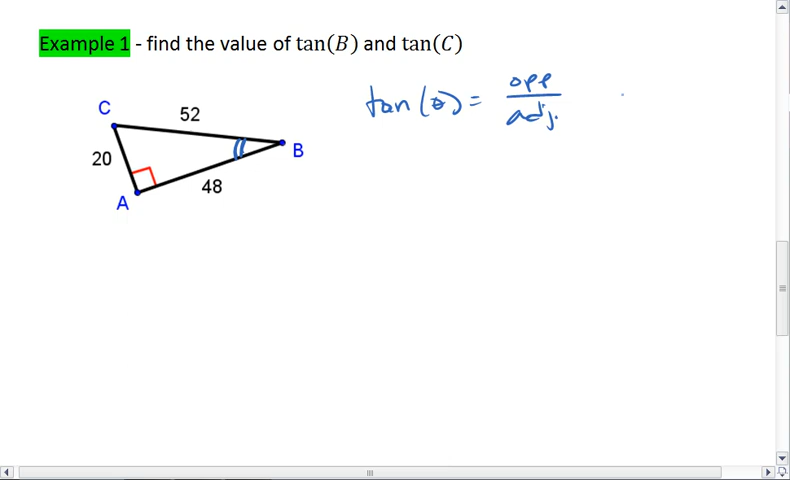 Example 1 - find the value of tan(B) and tan(C)
tan(θ) = opp/adj.
C
52
B
20
48
A